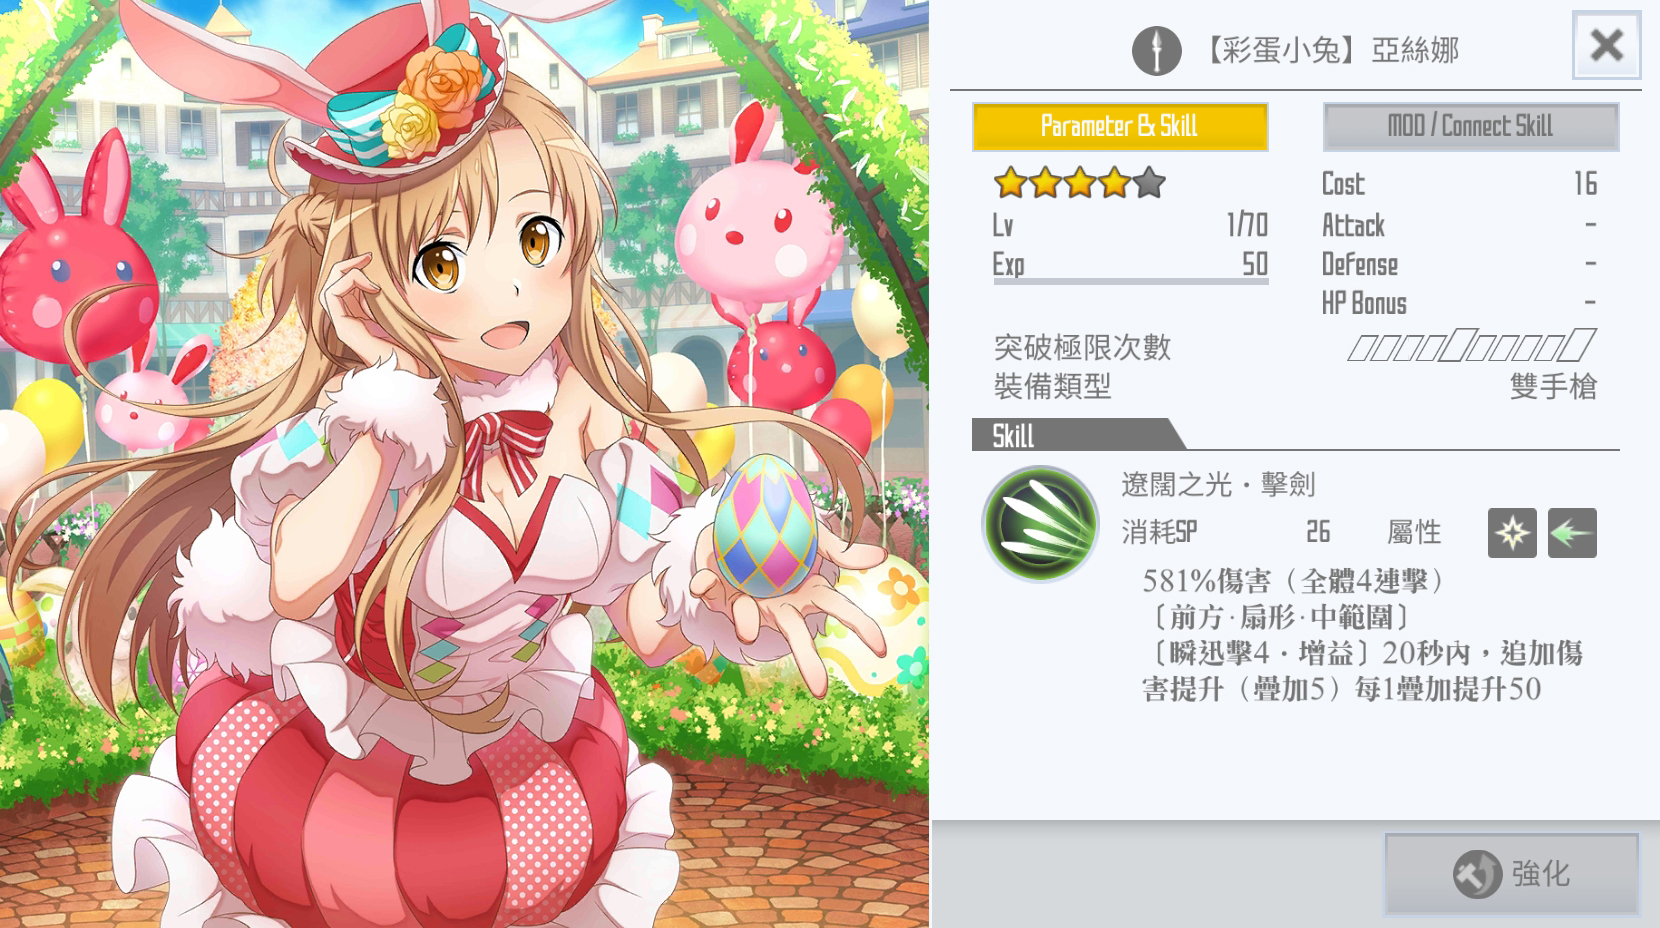 【彩蛋小兔】亞絲娜
Parameter & Skill
MOD / Connect Skill
Lv 1/70
Exp 50
Cost 16
Attack -
Defense -
HP Bonus -
突破極限次數
裝備類型 雙手槍
Skill
遼闊之光・擊劍
消耗SP 26 屬性
581%傷害（全體4連擊）
〔前方·扇形·中範圍〕
〔瞬迅擊4・增益〕20秒內，追加傷
害提升（疊加5）每1疊加提升50
強化